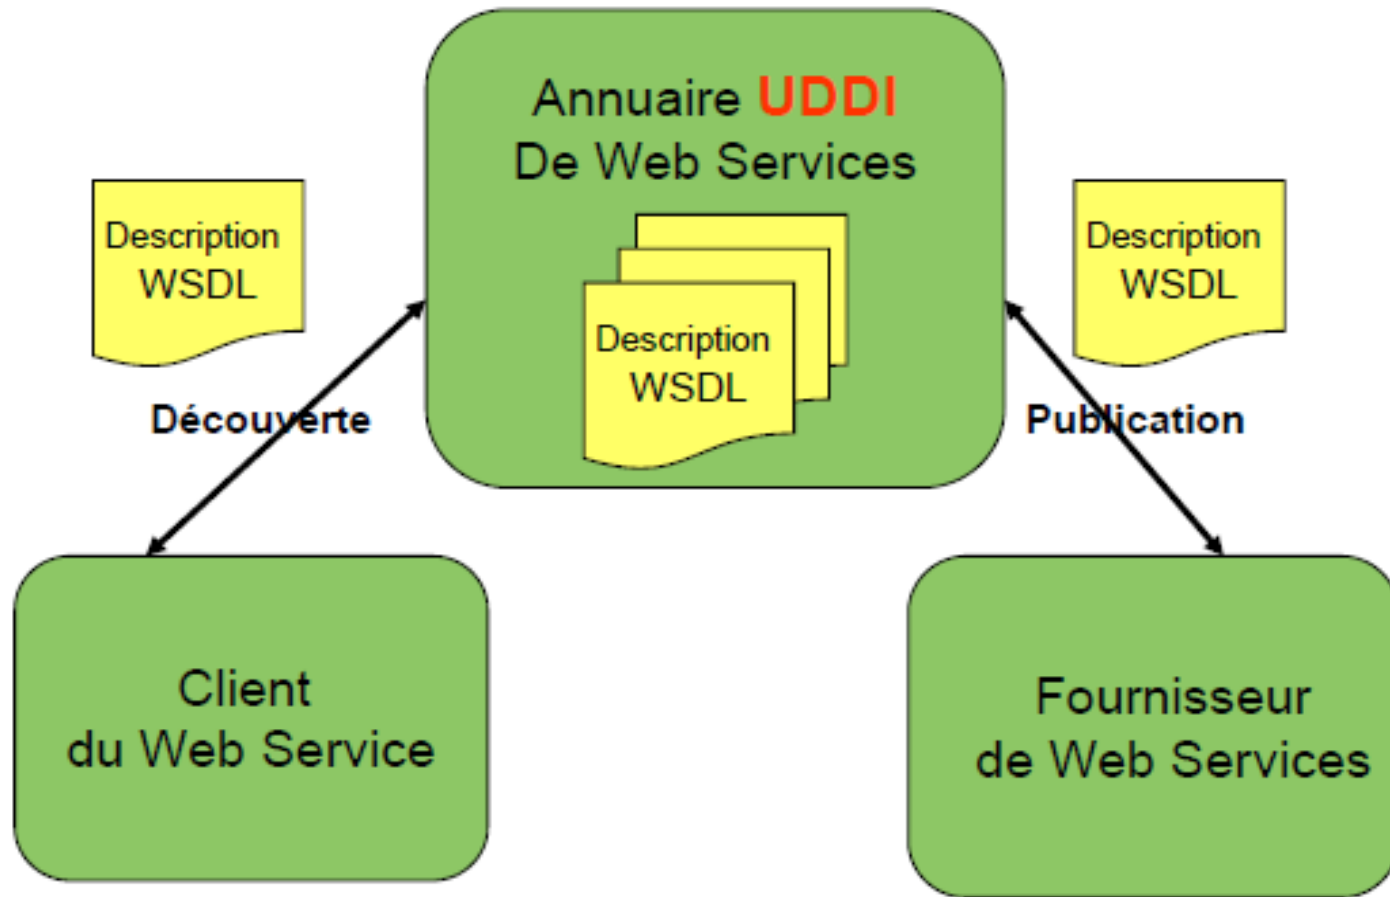 Annuaire UDDI
De Web Services
Description
WSDL
Description
WSDL
Description
WSDL
Découverte
Publication
Client
du Web Service
Fournisseur
de Web Services